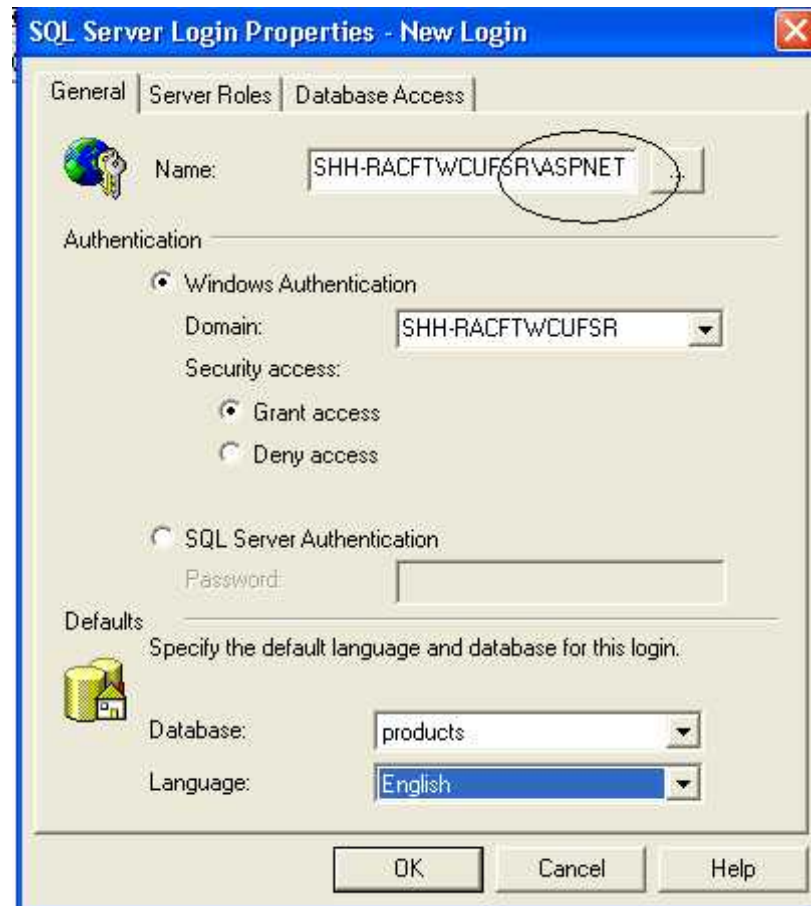 SQL Server Login Properties - New Login
General Server Roles Database Access
Name: SHH-RACFTWCUFSR\ASPNET ...
Authentication
Windows Authentication
Domain: SHH-RACFTWCUFSR
Security access:
Grant access
Deny access
SQL Server Authentication
Password:
Defaults
Specify the default language and database for this login.
Database: products
Language: English
OK Cancel Help